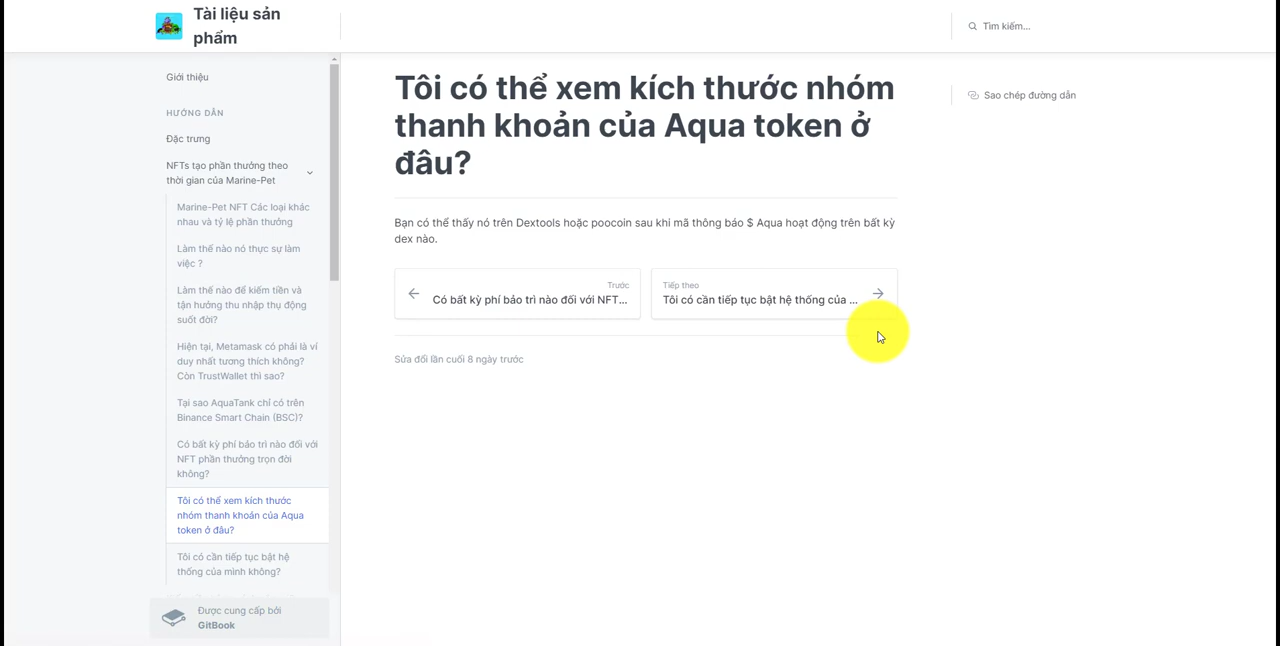 Tài liệu sản
phẩm
Tìm kiếm...
Giới thiệu
HƯỚNG DẪN
Đặc trưng
NFTs tạo phần thưởng theo
thời gian của Marine-Pet
Marine-Pet NFT Các loại khác
nhau và tỷ lệ phần thưởng
Làm thế nào nó thực sự làm
việc ?
Làm thế nào để kiếm tiền và
tận hưởng thu nhập thụ động
suốt đời?
Hiện tại, Metamask có phải là ví
duy nhất tương thích không?
Còn TrustWallet thì sao?
Tại sao AquaTank chỉ có trên
Binance Smart Chain (BSC)?
Có bất kỳ phí bảo trì nào đối với
NFT phần thưởng trọn đời
không?
Tôi có thể xem kích thước
nhóm thanh khoản của Aqua
token ở đâu?
Tôi có cần tiếp tục bật hệ
thống của mình không?
Được cung cấp bởi
GitBook
Tôi có thể xem kích thước nhóm
thanh khoản của Aqua token ở
đâu?
Bạn có thể thấy nó trên Dextools hoặc poocoin sau khi mã thông báo $ Aqua hoạt động trên bất kỳ
dex nào.
Trước
Có bất kỳ phí bảo trì nào đối với NFT...
Tiếp theo
Tôi có cần tiếp tục bật hệ thống của ...
Sửa đổi lần cuối 8 ngày trước
Sao chép đường dẫn